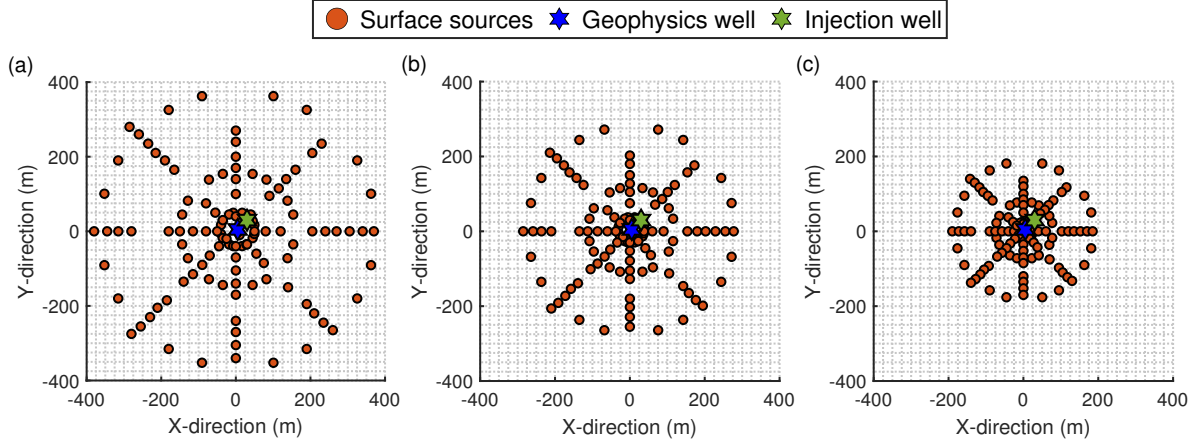 Surface sources Geophysics well Injection well
(a) (b) (c)
400 400 400
200 200 200
0 0 0
-200 -200 -200
-400 -400 -400
-400 -200 0 200 400 -400 -200 0 200 400 -400 -200 0 200 400
X-direction (m) X-direction (m) X-direction (m)
Y-direction (m) Y-direction (m) Y-direction (m)